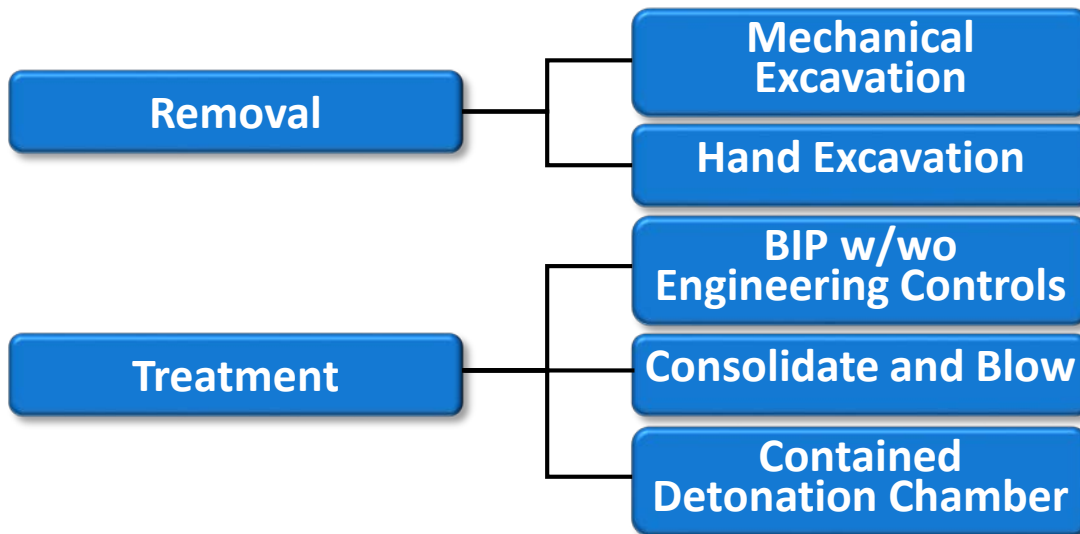 Removal
Mechanical
Excavation
Hand Excavation
Treatment
BIP w/wo
Engineering Controls
Consolidate and Blow
Contained
Detonation Chamber